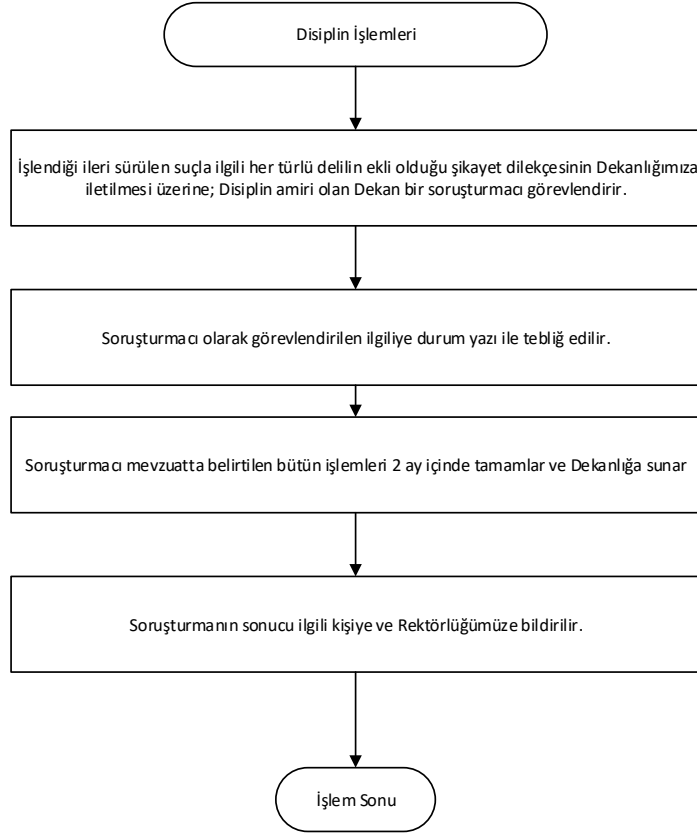 Disiplin İşlemleri
İşlendiği ileri sürülen suçla ilgili her türlü delilin ekli olduğu şikayet dilekçesinin Dekanlığımıza
iletilmesi üzerine; Disiplin amiri olan Dekan bir soruşturmacı görevlendirir.
Soruşturmacı olarak görevlendirilen ilgiliye durum yazı ile tebliğ edilir.
Soruşturmacı mevzuatta belirtilen bütün işlemleri 2 ay içinde tamamlar ve Dekanlığa sunar
Soruşturmanın sonucu ilgili kişiye ve Rektörlüğümüze bildirilir.
İşlem Sonu